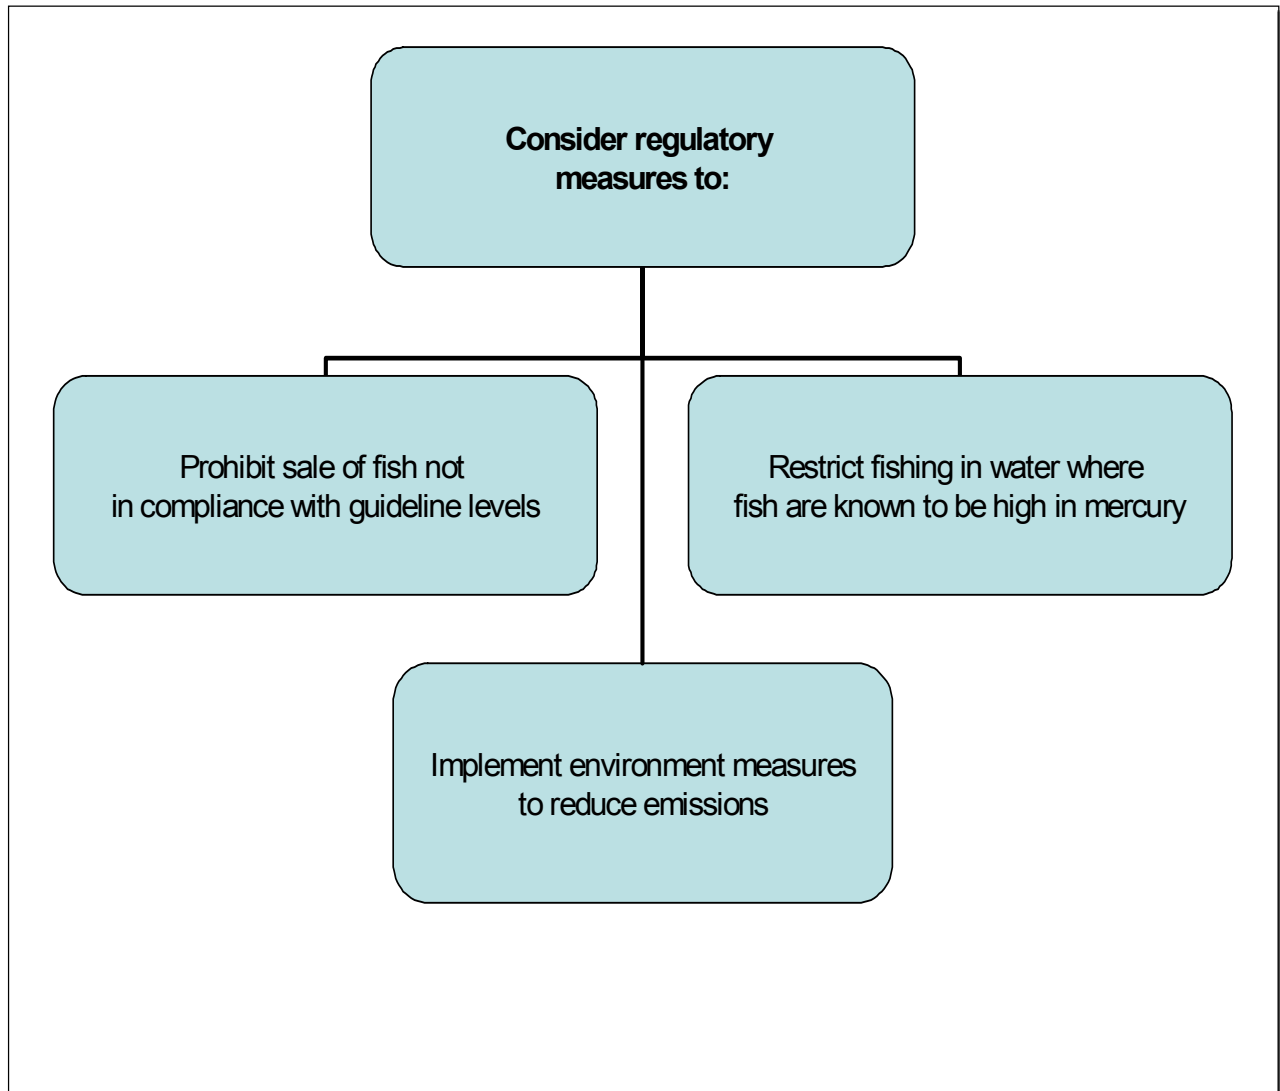 Consider regulatory
measures to:
Prohibit sale of fish not
in compliance with guideline levels
Restrict fishing in water where
fish are known to be high in mercury
Implement environment measures
to reduce emissions